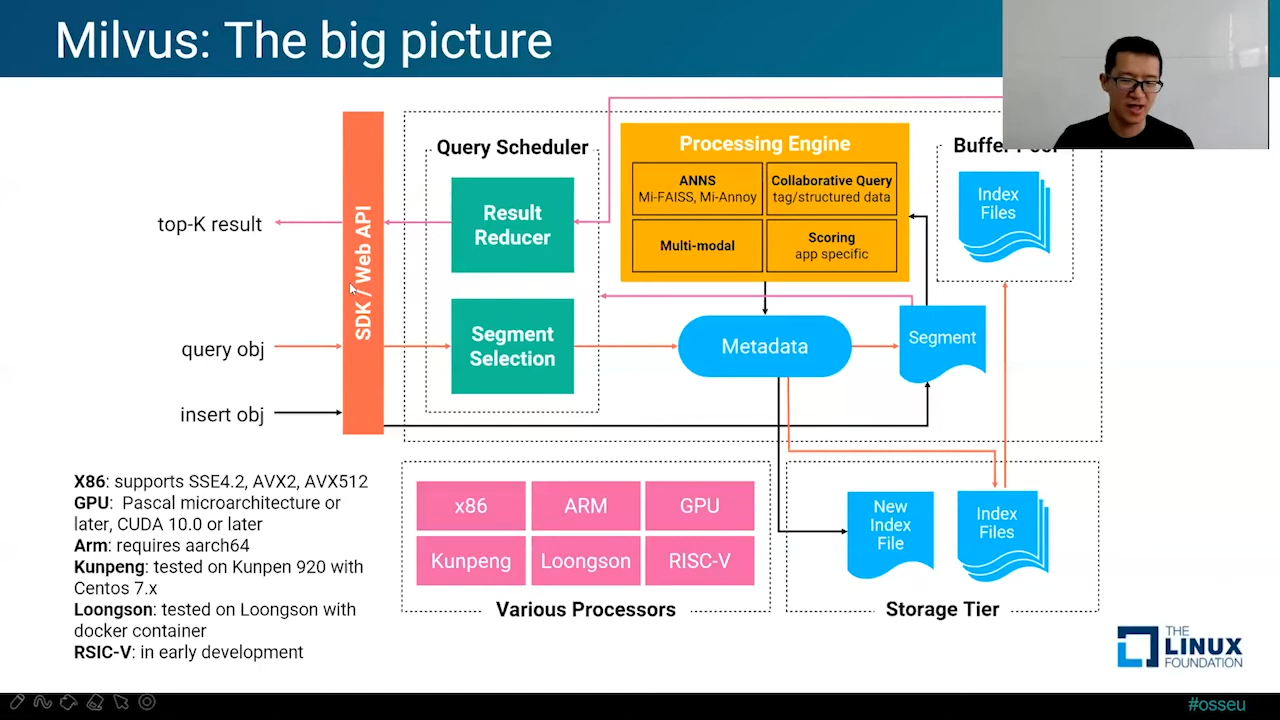 Milvus: The big picture
Query Scheduler
Result
Reducer
Segment
Selection
SDK / Web API
top-K result
query obj
insert obj
Processing Engine
ANNS
Mi-FAISS, Mi-Annoy
Collaborative Query
tag/structured data
Multi-modal
Scoring
app specific
Metadata
Segment
Index
Files
X86: supports SSE4.2, AVX2, AVX512
GPU: Pascal microarchitecture or
later, CUDA 10.0 or later
Arm: requires aarch64
Kunpeng: tested on Kunpen 920 with
Centos 7.x
Loongson: tested on Loongson with
docker container
RSIC-V: in early development
x86
ARM
GPU
Kunpeng
Loongson
RISC-V
Various Processors
New
Index
File
Index
Files
Storage Tier
THE
LINUX
FOUNDATION
#osseu